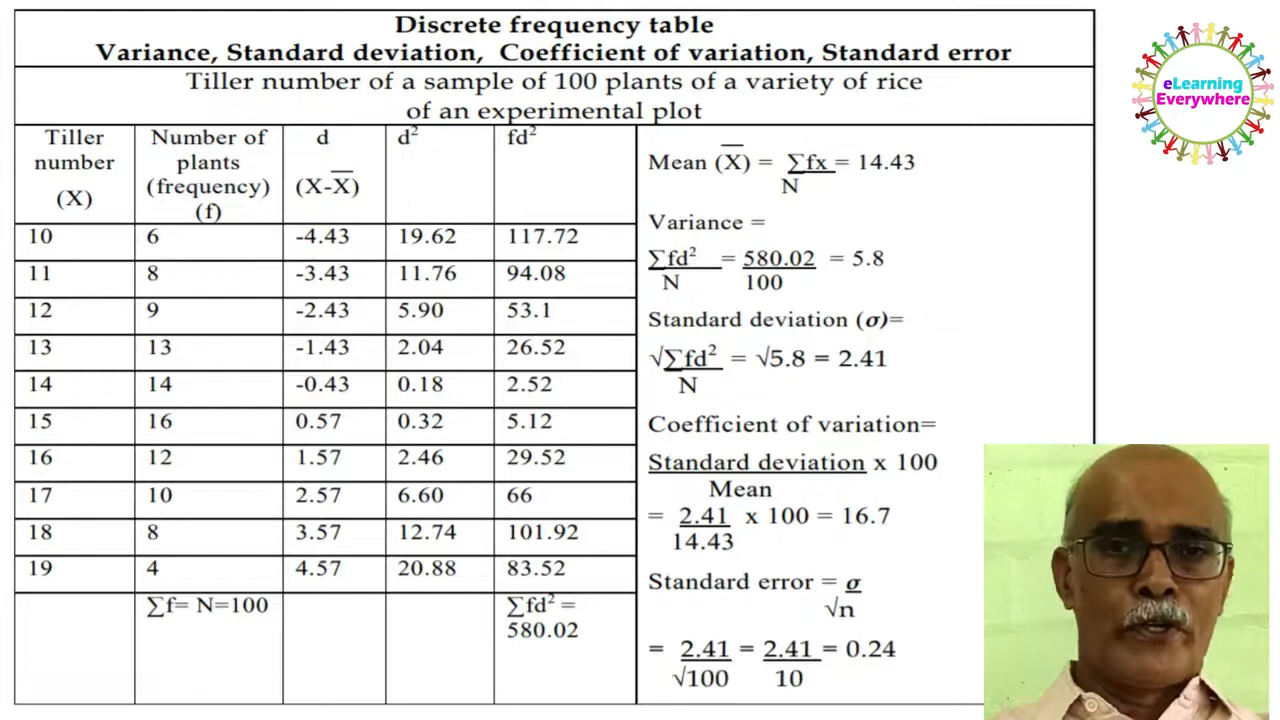 Discrete frequency table
Variance, Standard deviation, Coefficient of variation, Standard error
Tiller number of a sample of 100 plants of a variety of rice
of an experimental plot
Tiller number (X) | Number of plants (frequency) (f) | d (X-X̅) | d² | fd²
10 | 6 | -4.43 | 19.62 | 117.72
11 | 8 | -3.43 | 11.76 | 94.08
12 | 9 | -2.43 | 5.90 | 53.1
13 | 13 | -1.43 | 2.04 | 26.52
14 | 14 | -0.43 | 0.18 | 2.52
15 | 16 | 0.57 | 0.32 | 5.12
16 | 12 | 1.57 | 2.46 | 29.52
17 | 10 | 2.57 | 6.60 | 66
18 | 8 | 3.57 | 12.74 | 101.92
19 | 4 | 4.57 | 20.88 | 83.52
∑f= N=100 | ∑fd² = 580.02
Mean (X̅) = ∑fx = 14.43
N
Variance =
∑fd² = 580.02 = 5.8
N 100
Standard deviation (σ)=
√∑fd² = √5.8 = 2.41
N
Coefficient of variation=
Standard deviation x 100
Mean
= 2.41 x 100 = 16.7
14.43
Standard error = σ
√n
= 2.41 = 2.41 = 0.24
√100 10
eLearning
Everywhere